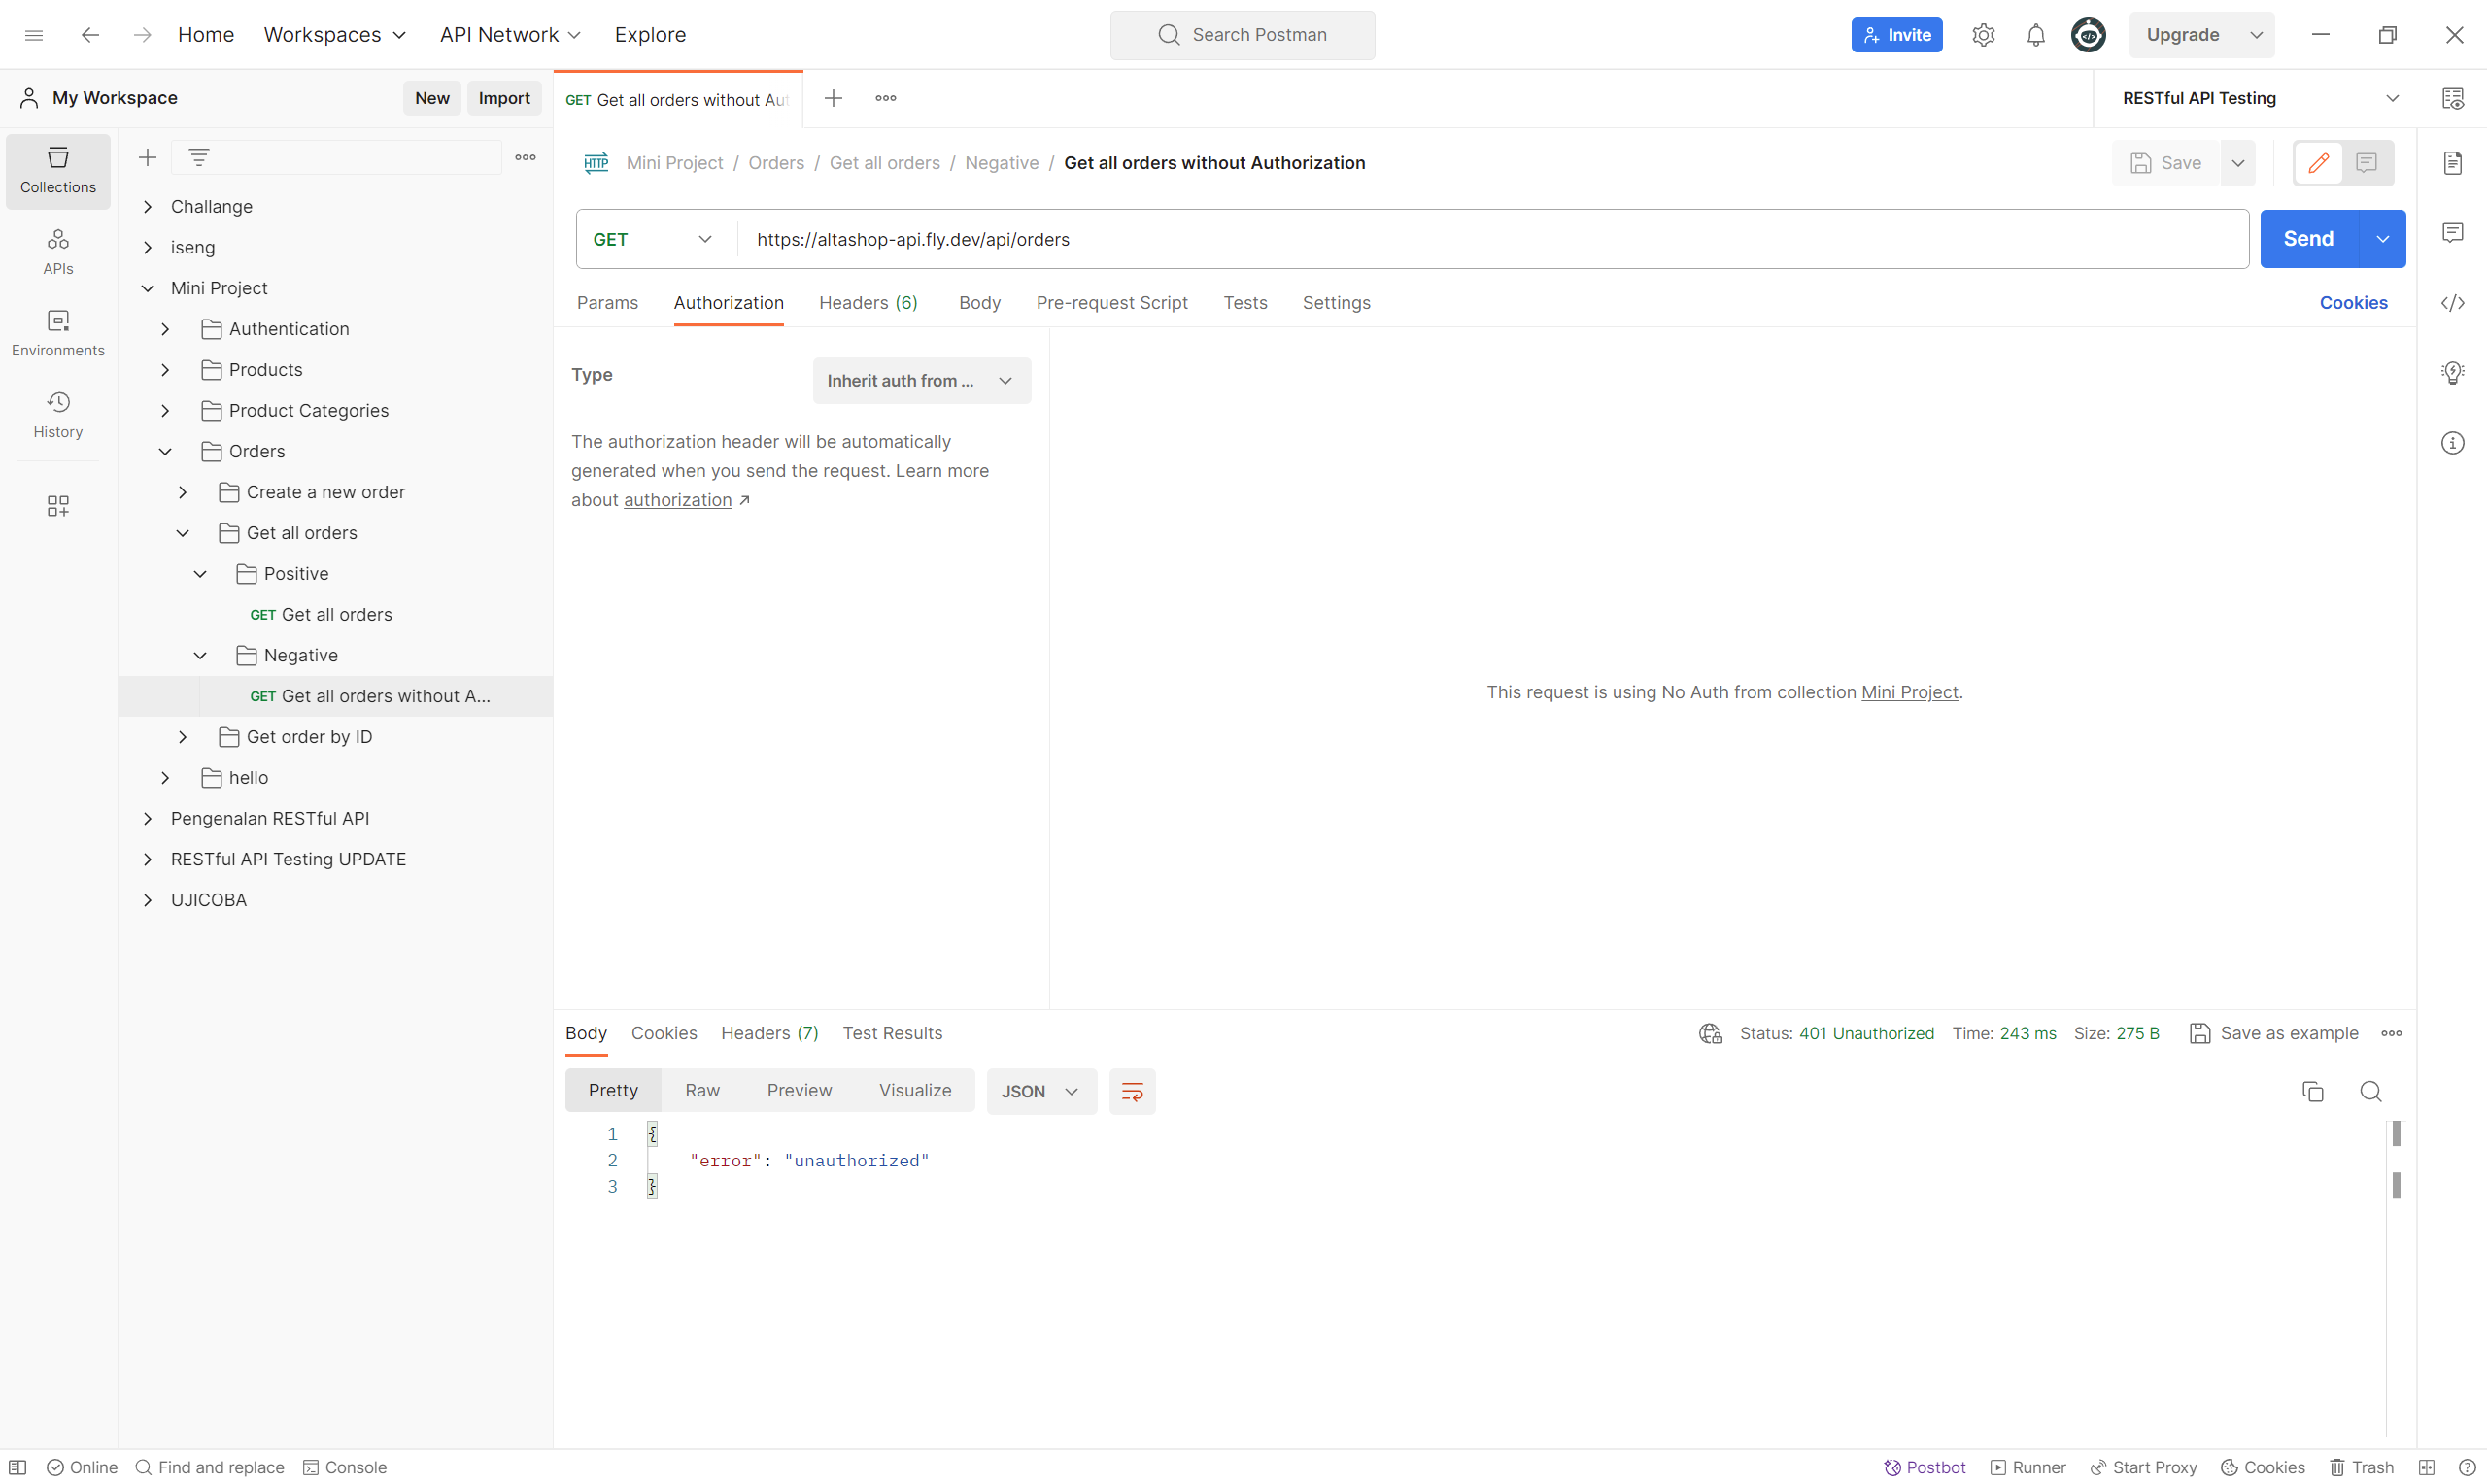 Home Workspaces API Network Explore Search Postman Invite Upgrade
My Workspace New Import GET Get all orders without Aut RESTful API Testing
Collections
APIs
Environments
History
Challange
iseng
Mini Project
Authentication
Products
Product Categories
Orders
Create a new order
Get all orders
Positive
GET Get all orders
Negative
GET Get all orders without A...
Get order by ID
hello
Pengenalan RESTful API
RESTful API Testing UPDATE
UJICOBA
HTTP Mini Project / Orders / Get all orders / Negative / Get all orders without Authorization Save
GET https://altashop-api.fly.dev/api/orders Send
Params Authorization Headers (6) Body Pre-request Script Tests Settings Cookies
Type Inherit auth from ...
The authorization header will be automatically
generated when you send the request. Learn more
about authorization ↗
This request is using No Auth from collection Mini Project.
Body Cookies Headers (7) Test Results Status: 401 Unauthorized Time: 243 ms Size: 275 B Save as example
Pretty Raw Preview Visualize JSON
1 {
2 "error": "unauthorized"
3 }
Online Find and replace Console Postbot Runner Start Proxy Cookies Trash